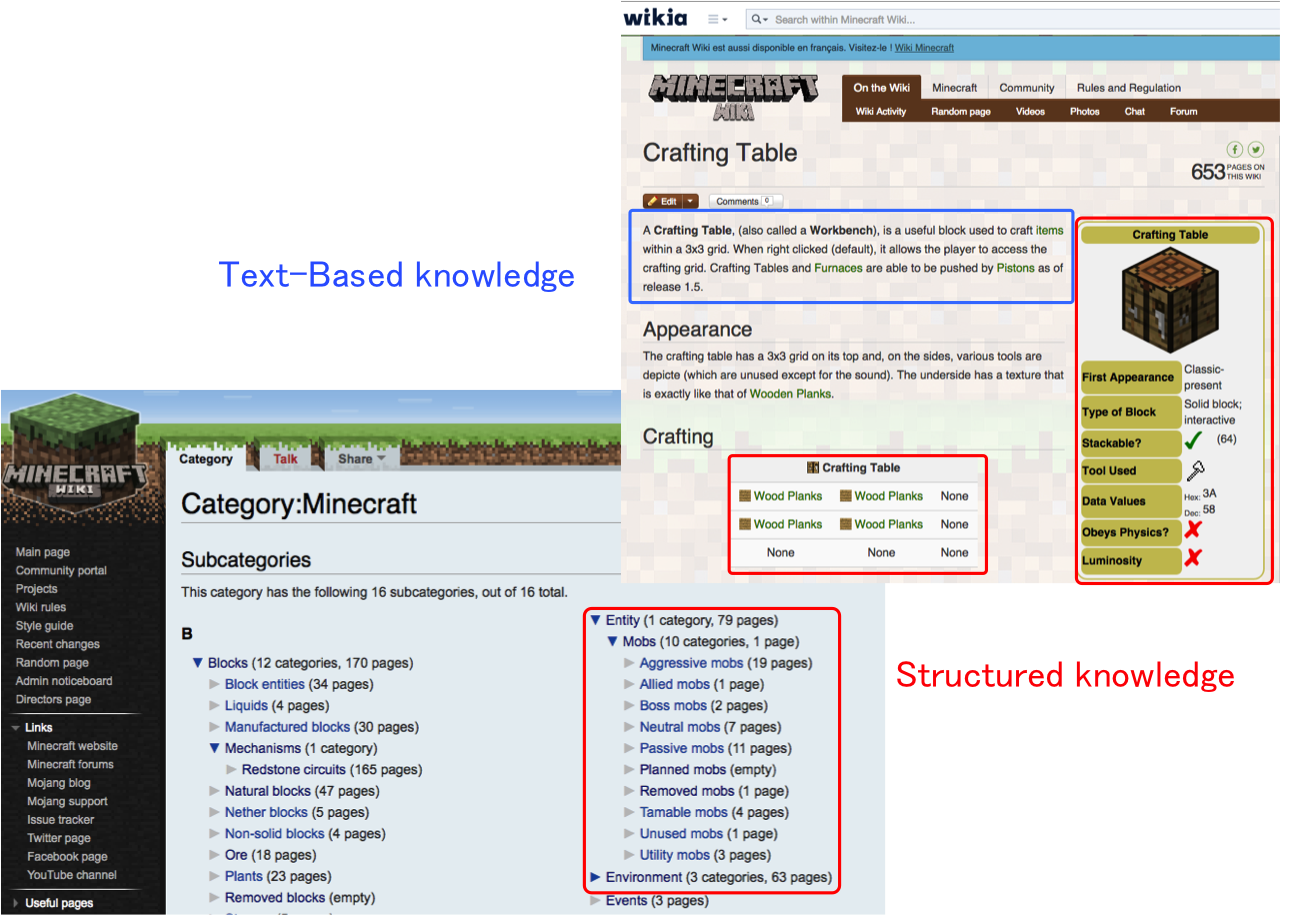 wikia
Search within Minecraft Wiki...
Minecraft Wiki est aussi disponible en français. Visitez-le ! Wiki Minecraft
MINECRAFT
WIKI
On the Wiki Minecraft Community Rules and Regulation
Wiki Activity Random page Videos Photos Chat Forum
Crafting Table
653 PAGES ON THIS WIKI
Edit Comments 0
A Crafting Table, (also called a Workbench), is a useful block used to craft items
within a 3x3 grid. When right clicked (default), it allows the player to access the
crafting grid. Crafting Tables and Furnaces are able to be pushed by Pistons as of
release 1.5.
Appearance
The crafting table has a 3x3 grid on its top and, on the sides, various tools are
depicte (which are unused except for the sound). The underside has a texture that
is exactly like that of Wooden Planks.
Crafting
Crafting Table
Wood Planks Wood Planks None
Wood Planks Wood Planks None
None None None
Crafting Table
First Appearance Classic-
present
Type of Block Solid block;
interactive
Stackable? (64)
Tool Used
Data Values Hex: 3A
Dec: 58
Obeys Physics?
Luminosity
Text-Based knowledge
Structured knowledge
MINECRAFT
WIKI
Main page
Community portal
Projects
Wiki rules
Style guide
Recent changes
Random page
Admin noticeboard
Directors page
Links
Minecraft website
Minecraft forums
Mojang blog
Mojang support
Issue tracker
Twitter page
Facebook page
YouTube channel
Useful pages
Category Talk Share
Category:Minecraft
Subcategories
This category has the following 16 subcategories, out of 16 total.
B
Blocks (12 categories, 170 pages)
Block entities (34 pages)
Liquids (4 pages)
Manufactured blocks (30 pages)
Mechanisms (1 category)
Redstone circuits (165 pages)
Natural blocks (47 pages)
Nether blocks (5 pages)
Non-solid blocks (4 pages)
Ore (18 pages)
Plants (23 pages)
Removed blocks (empty)
Entity (1 category, 79 pages)
Mobs (10 categories, 1 page)
Aggressive mobs (19 pages)
Allied mobs (1 page)
Boss mobs (2 pages)
Neutral mobs (7 pages)
Passive mobs (11 pages)
Planned mobs (empty)
Removed mobs (1 page)
Tamable mobs (4 pages)
Unused mobs (1 page)
Utility mobs (3 pages)
Environment (3 categories, 63 pages)
Events (3 pages)